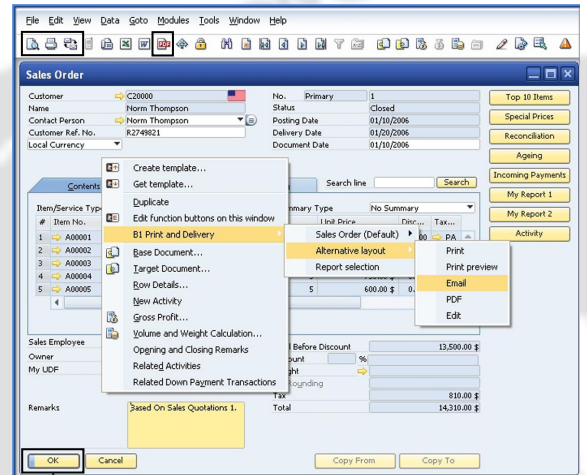 File Edit View Data Goto Modules Tools Window Help
PDF
Sales Order
Customer C20000 No. Primary 1 Top 10 Items
Name Norm Thompson Status Closed
Contact Person Norm Thompson Posting Date 01/10/2006 Special Prices
Customer Ref. No. R2749821 Delivery Date 01/20/2006 Reconciliation
Local Currency Document Date 01/10/2006
Ageing
Create template... Incoming Payments
Contents Get template... Search line Search My Report 1
Duplicate
Item/Service Type Edit function buttons on this window Summary Type No Summary My Report 2
# Item No. Unit Price Disc... Tax...
B1 Print and Delivery Sales Order (Default) Activity
1 A00001 PA
2 A00002 Base Document... Alternative layout Print
3 A00003 Target Document... Report selection Print preview
4 A00004 Row Details... Email
5 A00005 New Activity 5 600.00 $ PDF
Gross Profit... Edit
Volume and Weight Calculation...
Sales Employee Before Discount 13,500.00 $
Owner Opening and Closing Remarks %
My UDF Related Activities Rounding
Related Down Payment Transactions Tax 810.00 $
Remarks Based On Sales Quotations 1. Total 14,310.00 $
OK Cancel Copy From Copy To